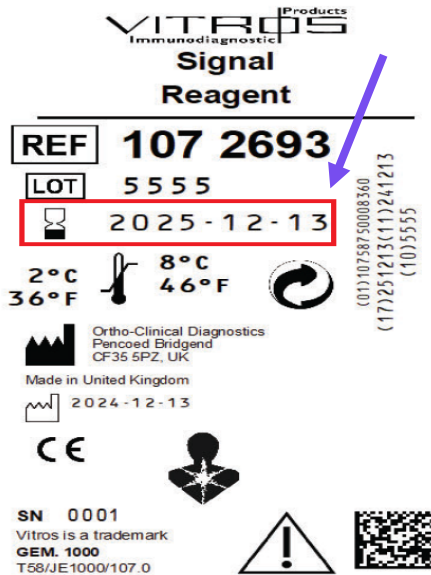 VITROS Products
Immunodiagnostic
Signal
Reagent
REF 107 2693
LOT 5555
2025-12-13
2°C 8°C
36°F 46°F
(01)10758750008360
(17)251213(11)241213
(10)5555
Ortho-Clinical Diagnostics
Pencoed Bridgend
CF35 5PZ, UK
Made in United Kingdom
2024-12-13
CE
SN 0001
Vitros is a trademark
GEM. 1000
T58/JE1000/107.0